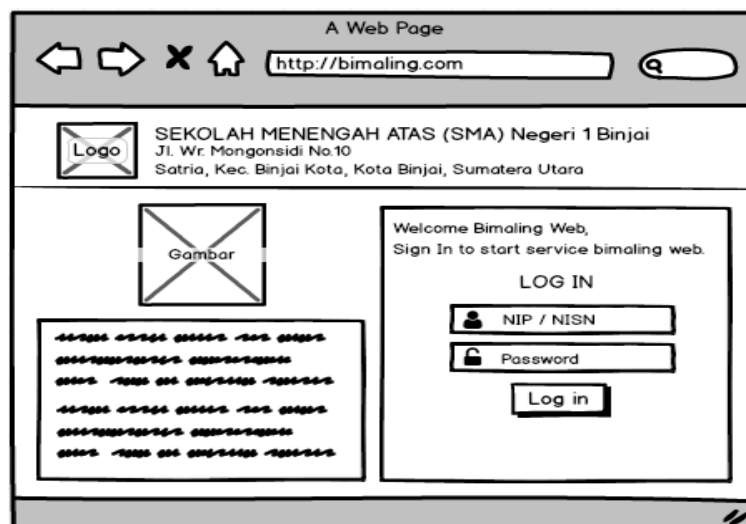 A Web Page
http://bimaling.com
Logo
SEKOLAH MENENGAH ATAS (SMA) Negeri 1 Binjai
Jl. Wr. Mongonsidi No.10
Satria, Kec. Binjai Kota, Kota Binjai, Sumatera Utara
Gambar
Welcome Bimaling Web,
Sign In to start service bimaling web.
LOG IN
NIP / NISN
Password
Log in